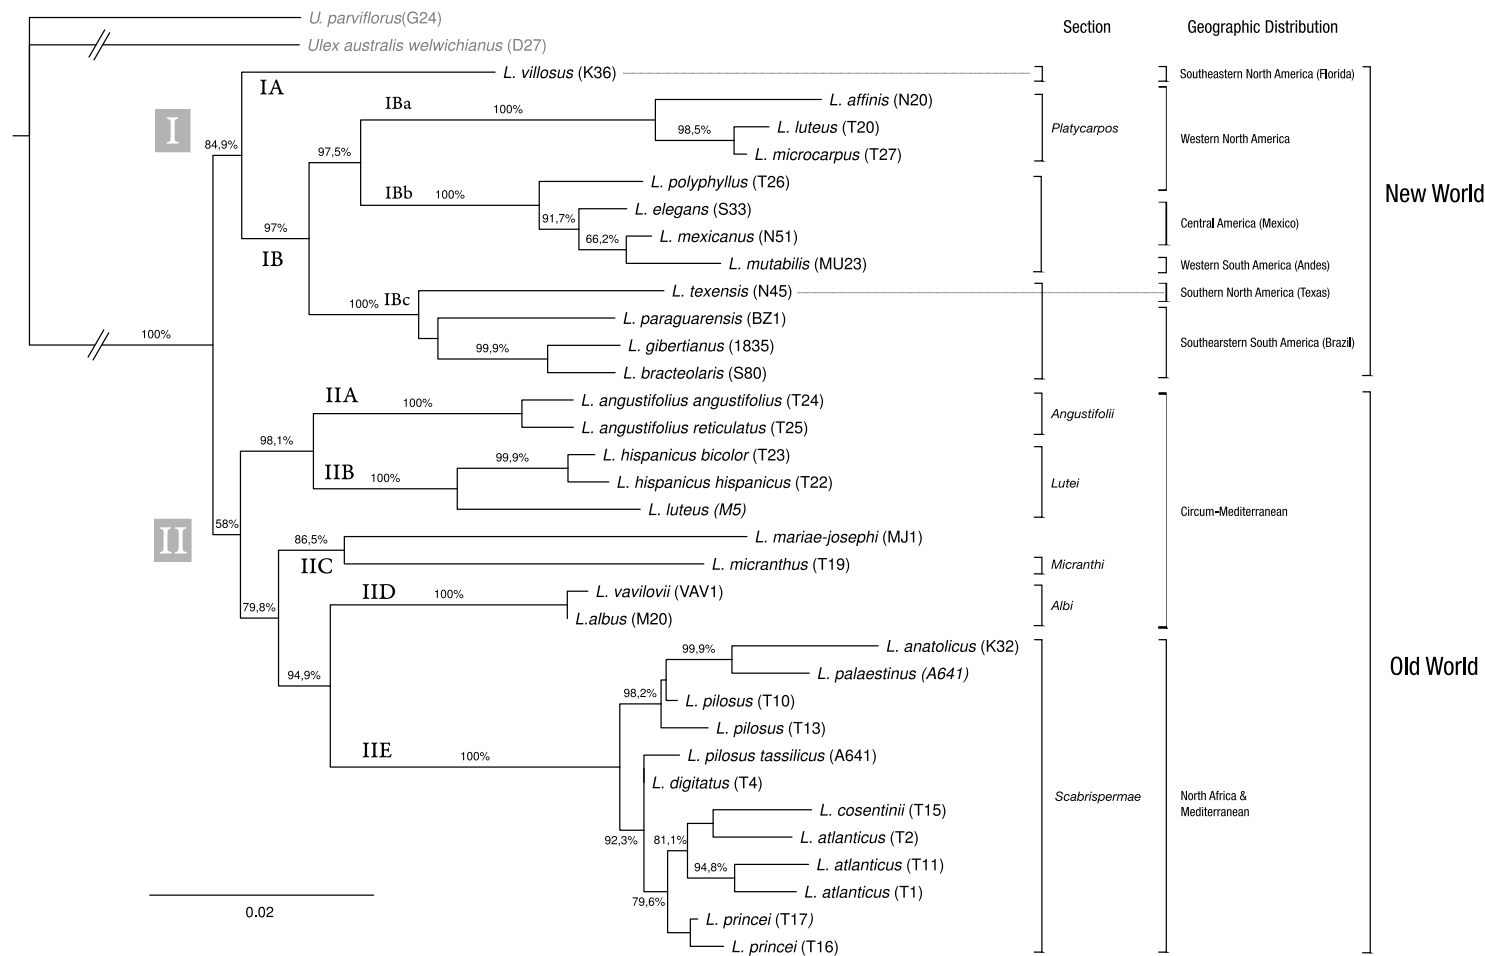 U. parviflorus(G24)
Section
Geographic Distribution
Ulex australis welwichianus (D27)
L. villosus (K36)
Southeastern North America (Florida)
IA
IBa
100%
L. affinis (N20)
I
98,5%
L. luteus (T20)
Platycarpos
Western North America
84,9%
97,5%
L. microcarpus (T27)
L. polyphyllus (T26)
IBb
100%
New World
91,7%
L. elegans (S33)
97%
66,2%
L. mexicanus (N51)
Central America (Mexico)
IB
L. mutabilis (MU23)
Western South America (Andes)
100%
IBc
L. texensis (N45)
Southern North America (Texas)
L. paraguarensis (BZ1)
100%
99,9%
L. gibertianus (1835)
Southearstern South America (Brazil)
L. bracteolaris (S80)
IIA
100%
L. angustifolius angustifolius (T24)
Angustifolii
L. angustifolius reticulatus (T25)
98,1%
99,9%
L. hispanicus bicolor (T23)
IIB
100%
L. hispanicus hispanicus (T22)
Lutei
L. luteus (M5)
Circum-Mediterranean
58%
II
86,5%
L. mariae-josephi (MJ1)
IIC
L. micranthus (T19)
Micranthi
IID
100%
L. vavilovii (VAV1)
79,8%
Albi
L.albus (M20)
99,9%
L. anatolicus (K32)
94,9%
L. palaestinus (A641)
Old World
98,2%
L. pilosus (T10)
L. pilosus (T13)
IIE
100%
L. pilosus tassilicus (A641)
L. digitatus (T4)
Scabrispermae
North Africa &
Mediterranean
L. cosentinii (T15)
92,3%
81,1%
L. atlanticus (T2)
94,8%
L. atlanticus (T11)
L. atlanticus (T1)
79,6%
0.02
L. princei (T17)
L. princei (T16)